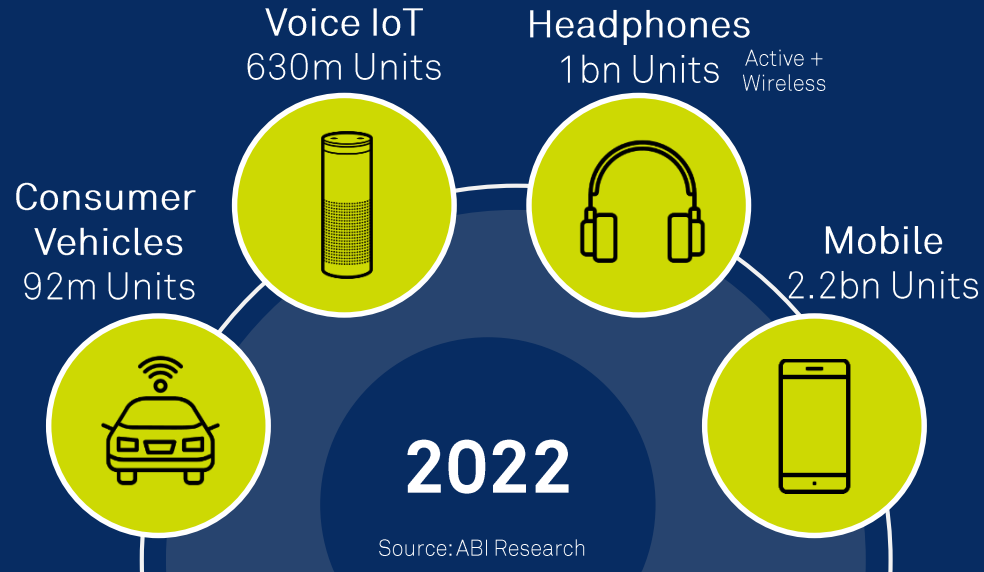 Voice IoT
630m Units
Headphones
1bn Units
Active +
Wireless
Consumer
Vehicles
92m Units
Mobile
2.2bn Units
2022
Source: ABI Research